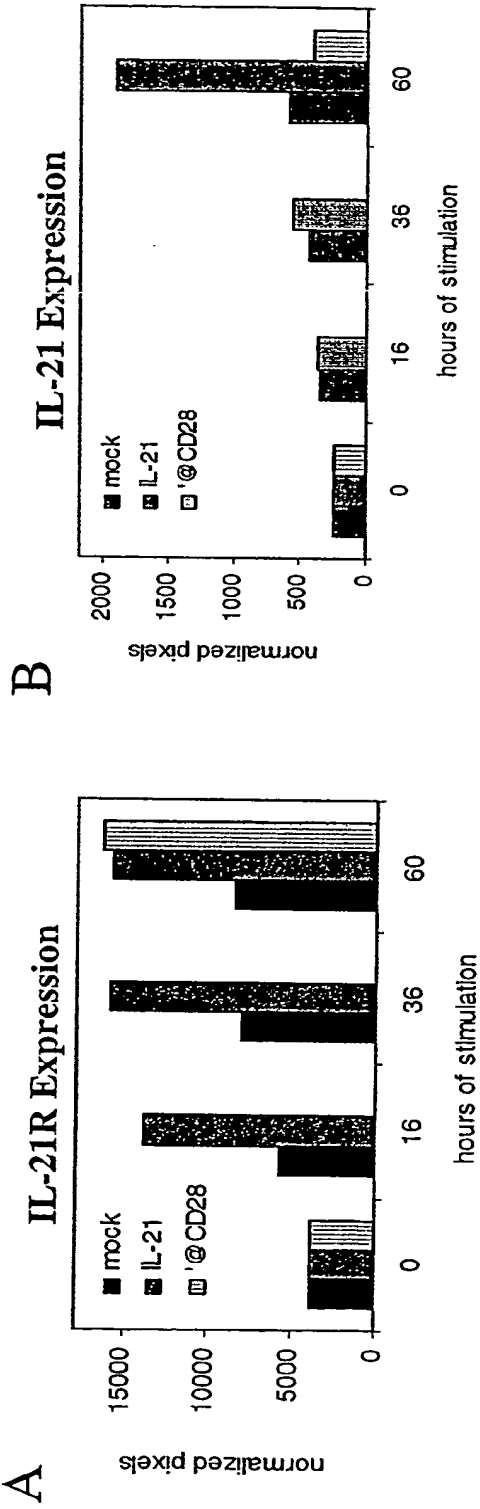 A
IL-21R Expression
normalized pixels
15000
10000
5000
0
mock
IL-21
'@CD28
0
16
36
60
hours of stimulation
B
IL-21 Expression
normalized pixels
2000
1500
1000
500
0
mock
IL-21
'@CD28
0
16
36
60
hours of stimulation